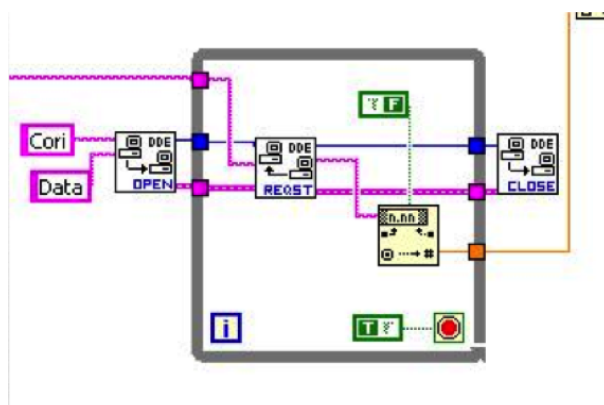 Cori
Data
DDE
OPEN
DDE
REQST
F
n.nn
#
DDE
CLOSE
i
T